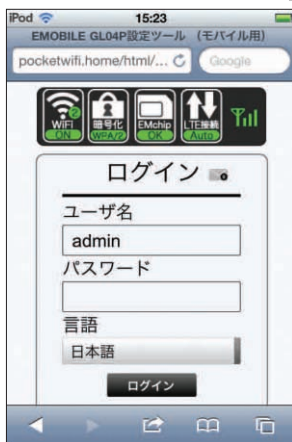 iPod 15:23
EMOBILE GL04P設定ツール (モバイル用)
pocketwifi.home/html/... Google
2
WiFi 暗号化 EMchip LTE接続
ON WPA/2 OK Auto
ログイン
ユーザ名
admin
パスワード
言語
日本語
ログイン